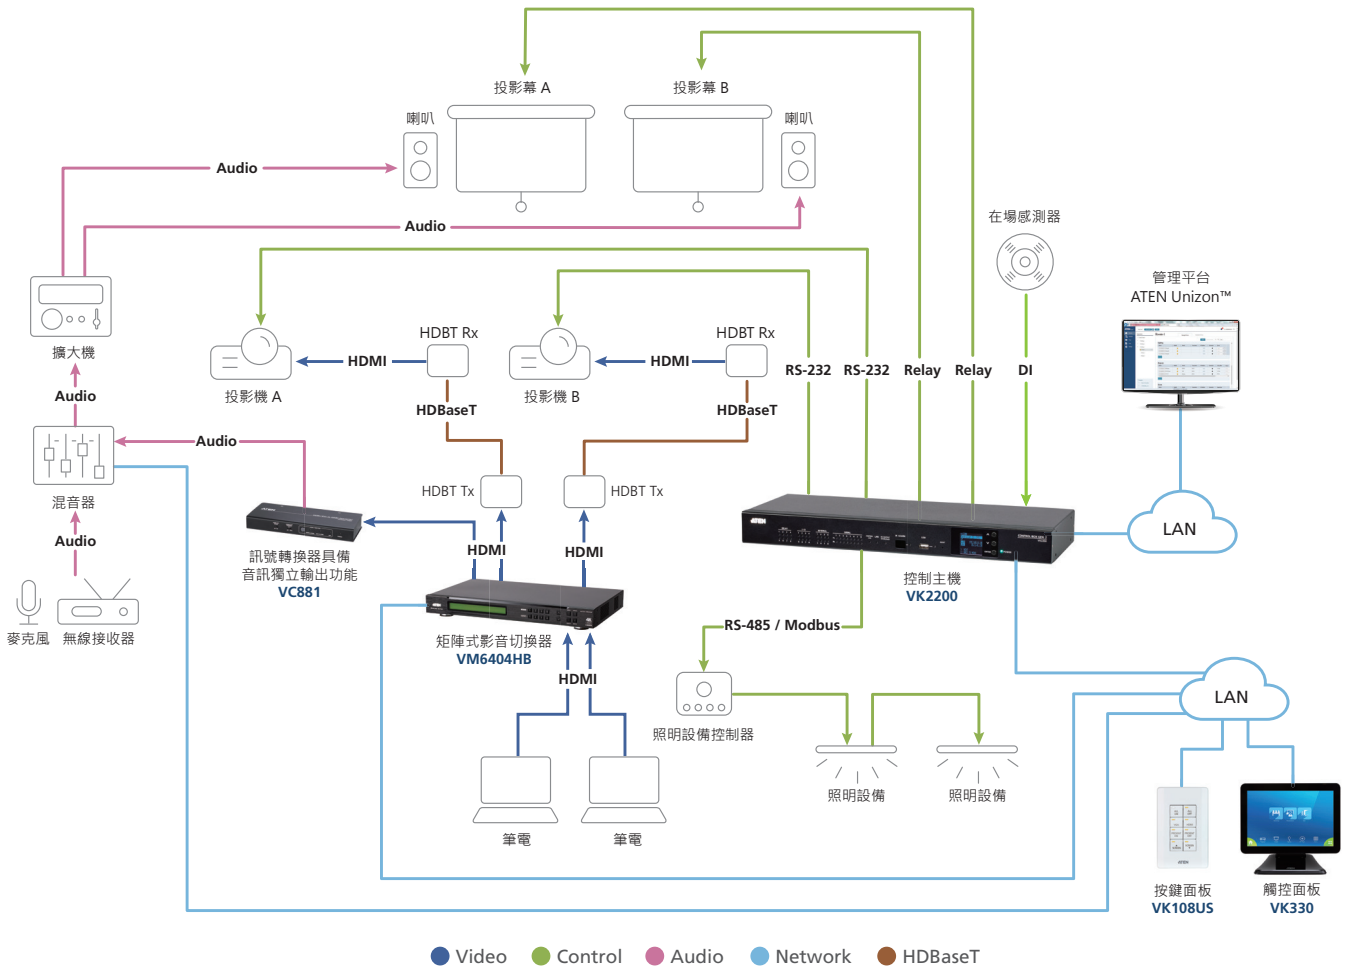 投影幕 A
投影幕 B
喇叭
喇叭
Audio
Audio
在場感測器
管理平台
ATEN Unizon™
擴大機
HDBT Rx
HDBT Rx
HDMI
HDMI
RS-232
RS-232
Relay
Relay
DI
投影機 A
投影機 B
Audio
HDBaseT
HDBaseT
Audio
混音器
HDBT Tx
HDBT Tx
ATEN
LAN
Audio
HDMI
HDMI
訊號轉換器具備
音訊獨立輸出功能
VC881
控制主機
VK2200
麥克風
無線接收器
矩陣式影音切換器
VM6404HB
RS-485 / Modbus
HDMI
LAN
照明設備控制器
照明設備
照明設備
筆電
筆電
ATEN
按鍵面板
VK108US
觸控面板
VK330
Video
Control
Audio
Network
HDBaseT